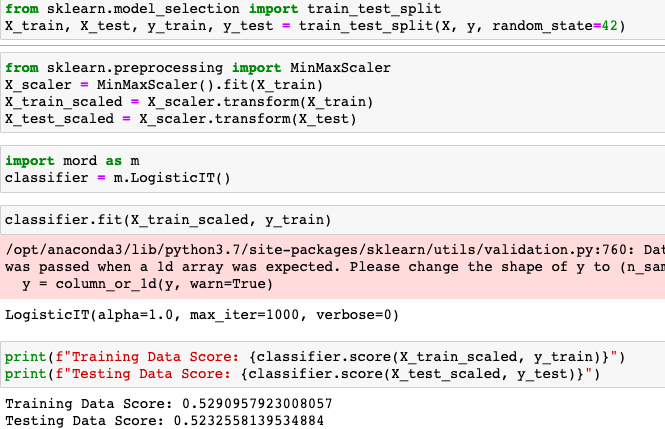 from sklearn.model_selection import train_test_split
X_train, X_test, y_train, y_test = train_test_split(X, y, random_state=42)
from sklearn.preprocessing import MinMaxScaler
X_scaler = MinMaxScaler().fit(X_train)
X_train_scaled = X_scaler.transform(X_train)
X_test_scaled = X_scaler.transform(X_test)
import mord as m
classifier = m.LogisticIT()
classifier.fit(X_train_scaled, y_train)
/opt/anaconda3/lib/python3.7/site-packages/sklearn/utils/validation.py:760: Dat
was passed when a 1d array was expected. Please change the shape of y to (n_sam
  y = column_or_1d(y, warn=True)
LogisticIT(alpha=1.0, max_iter=1000, verbose=0)
print(f"Training Data Score: {classifier.score(X_train_scaled, y_train)}")
print(f"Testing Data Score: {classifier.score(X_test_scaled, y_test)}")
Training Data Score: 0.5290957923008057
Testing Data Score: 0.5232558139534884